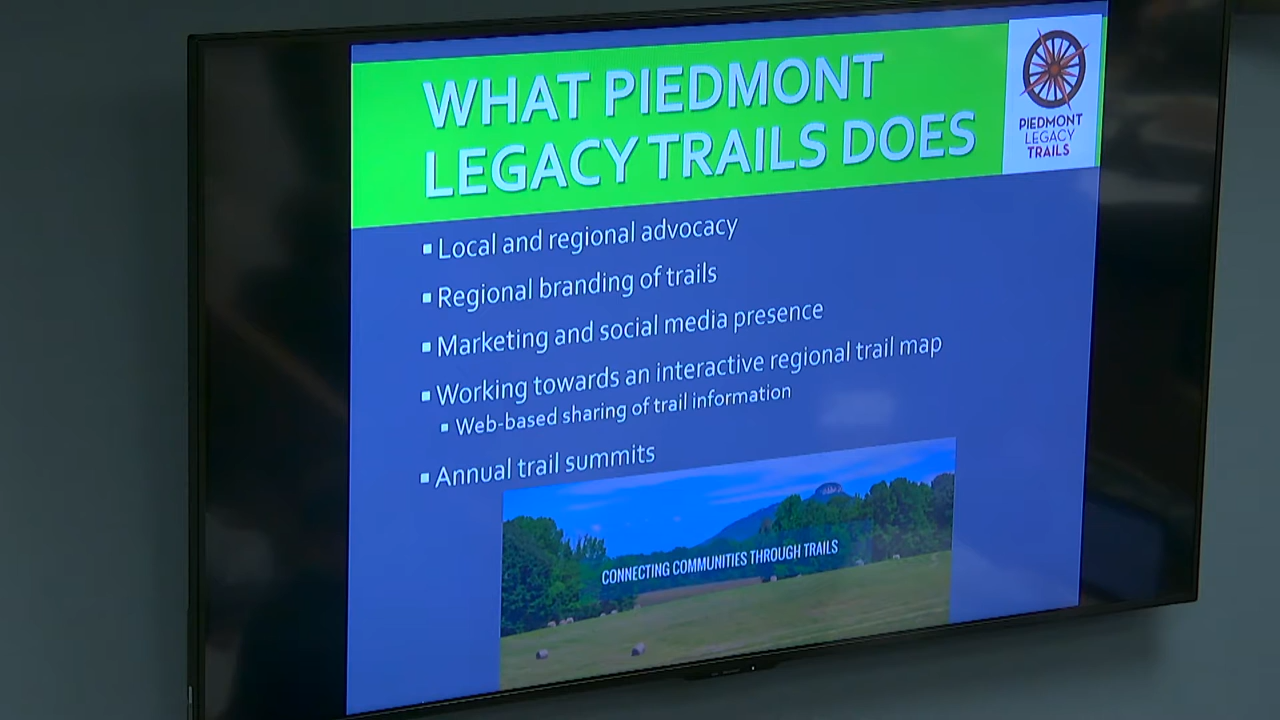 WHAT PIEDMONT
LEGACY TRAILS DOES
PIEDMONT
LEGACY
TRAILS
▪ Local and regional advocacy
▪ Regional branding of trails
▪ Marketing and social media presence
▪ Working towards an interactive regional trail map
▪ Web-based sharing of trail information
▪ Annual trail summits
CONNECTING COMMUNITIES THROUGH TRAILS